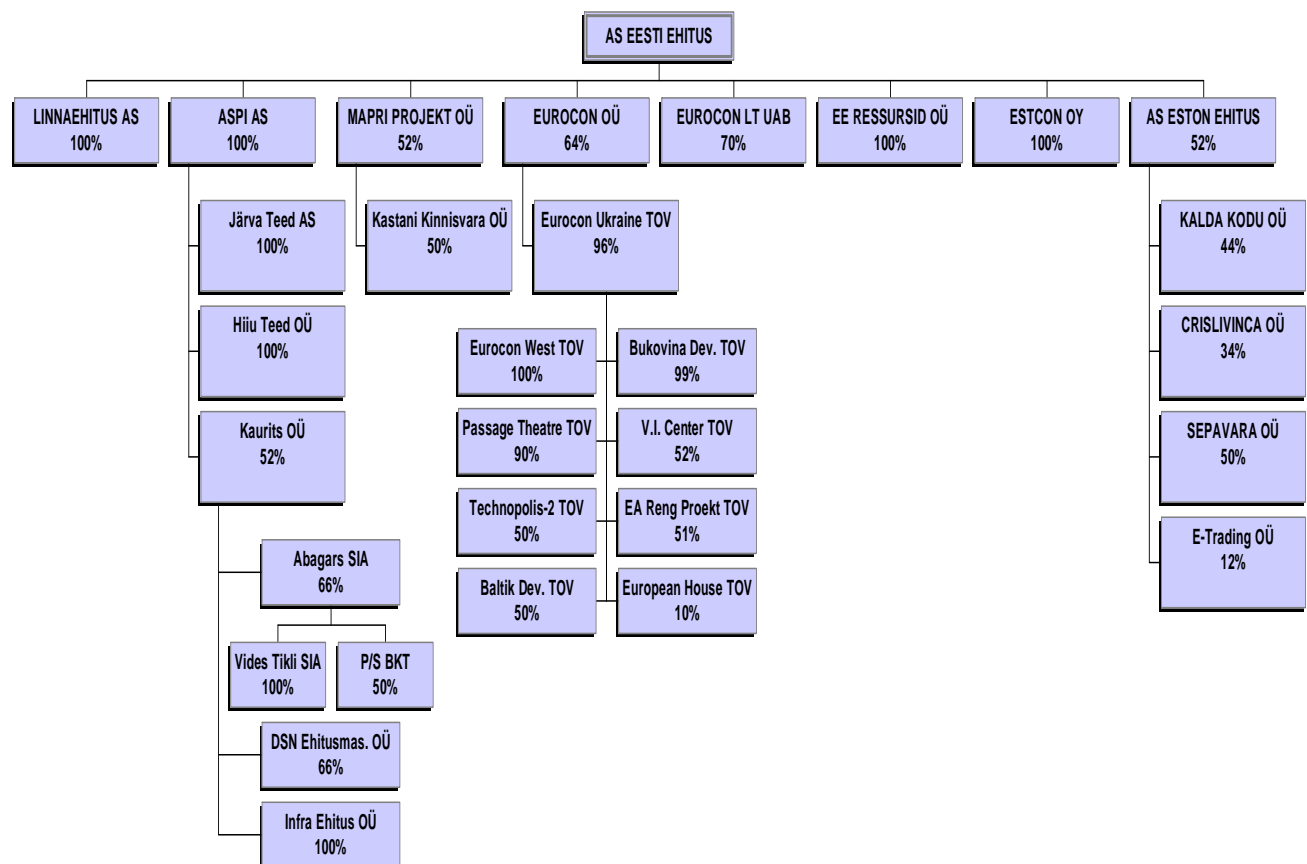 AS EESTI EHITUS
LINNAEHITUS AS
100%
ASPI AS
100%
MAPRI PROJEKT OÜ
52%
EUROCON OÜ
64%
EUROCON LT UAB
70%
EE RESSURSID OÜ
100%
ESTCON OY
100%
AS ESTON EHITUS
52%
Järva Teed AS
100%
Kastani Kinnisvara OÜ
50%
Eurocon Ukraine TOV
96%
KALDA KODU OÜ
44%
Hiiu Teed OÜ
100%
Eurocon West TOV
100%
Bukovina Dev. TOV
99%
CRISLIVINCA OÜ
34%
Kaurits OÜ
52%
Passage Theatre TOV
90%
V.I. Center TOV
52%
SEPAVARA OÜ
50%
Technopolis-2 TOV
50%
EA Reng Proekt TOV
51%
E-Trading OÜ
12%
Abagars SIA
66%
Baltik Dev. TOV
50%
European House TOV
10%
Vides Tikli SIA
100%
P/S BKT
50%
DSN Ehitusmas. OÜ
66%
Infra Ehitus OÜ
100%